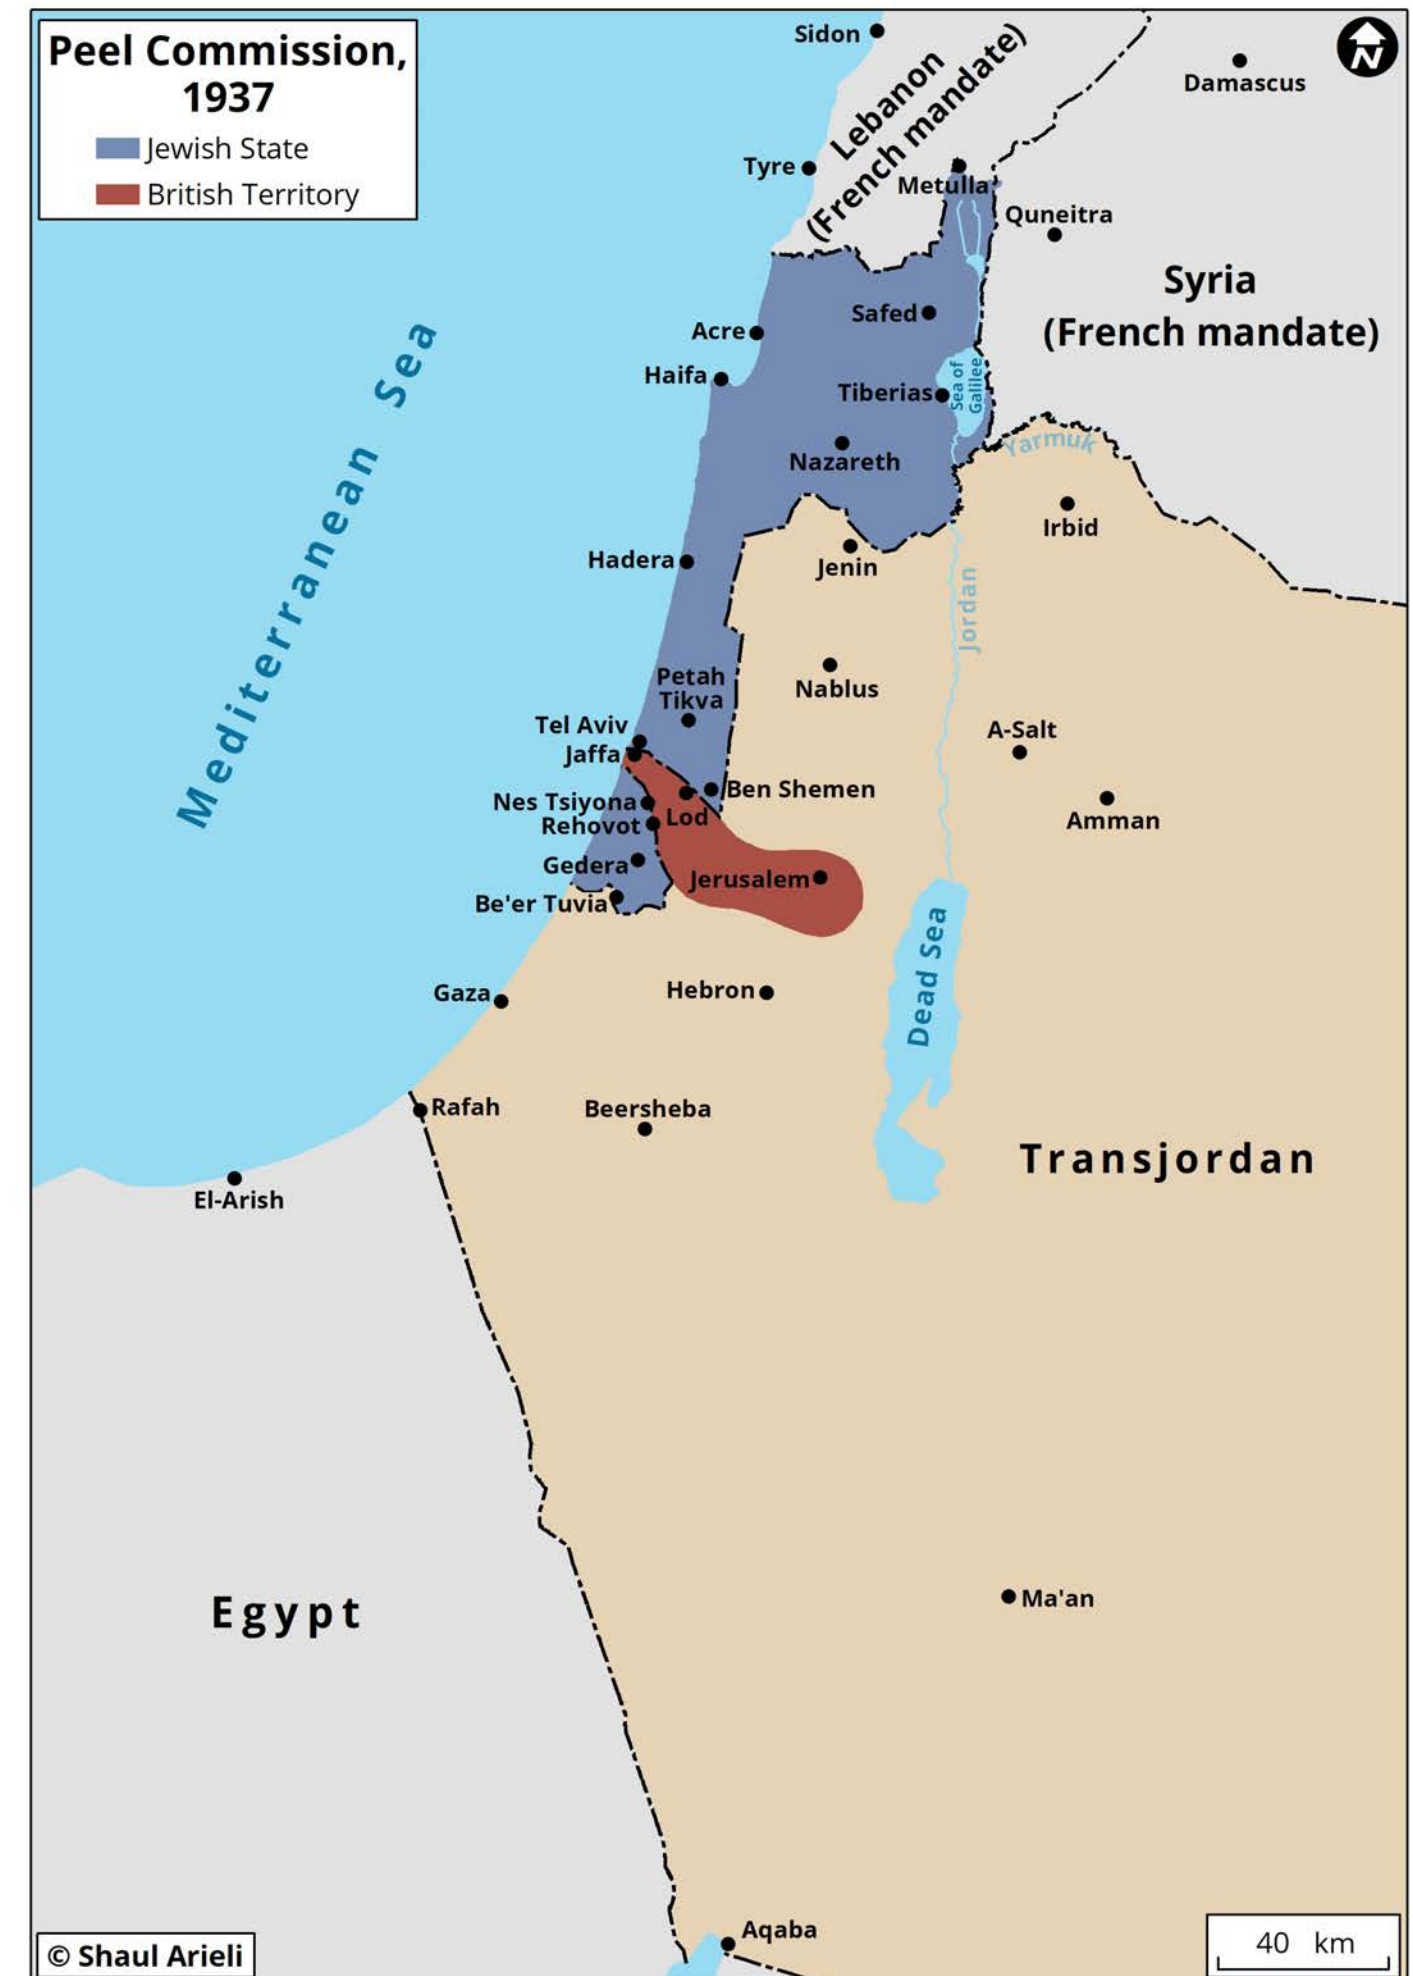 Peel Commission,
1937
Jewish State
British Territory
N
Sidon
Damascus
Lebanon
(French mandate)
Tyre
Metulla
Quneitra
Syria
(French mandate)
Safed
Acre
Haifa
Sea of
Galilee
Tiberias
Yarmuk
Nazareth
Irbid
Mediterranean Sea
Hadera
Jenin
Jordan
Petah
Tikva
Nablus
Tel Aviv
Jaffa
A-Salt
Ben Shemen
Nes Tsiyona
Lod
Rehovot
Amman
Gedera
Jerusalem
Be'er Tuvia
Dead Sea
Gaza
Hebron
Rafah
Beersheba
Transjordan
El-Arish
Egypt
Ma'an
Aqaba
© Shaul Arieli
40 km